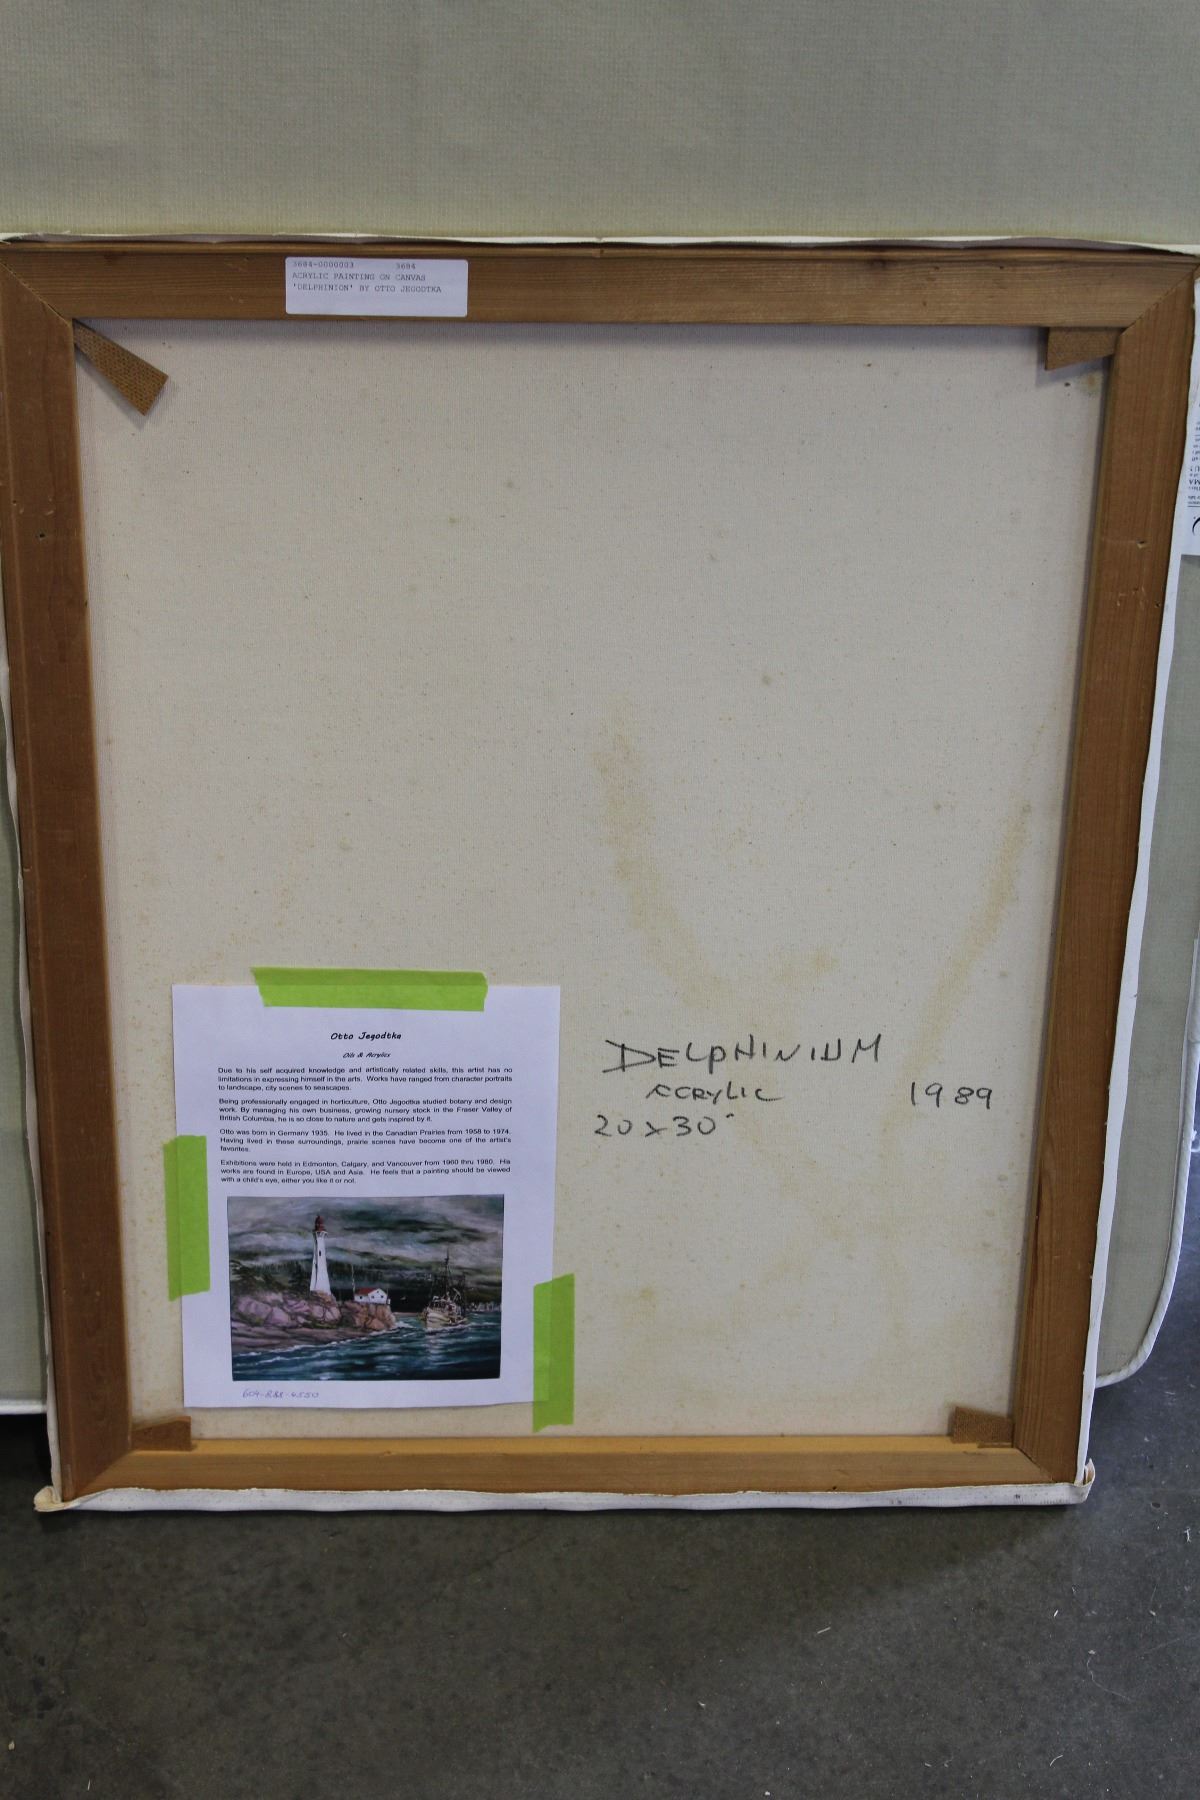 3684-0000003 3684
ACRYLIC PAINTING ON CANVAS
'DELPHINION' BY OTTO JEGODTKA
Otto Jegodtka
Oils & Acrylics
Due to his self acquired knowledge and artistically related skills, this artist has no
limitations in expressing himself in the arts. Works have ranged from character portraits
to landscape, city scenes to seascapes.
Being professionally engaged in horticulture, Otto Jegodtka studied botany and design
work. By managing his own business, growing nursery stock in the Fraser Valley of
British Columbia, he is so close to nature and gets inspired by it.
Otto was born in Germany 1935. He lived in the Canadian Prairies from 1958 to 1974.
Having lived in these surroundings, prairie scenes have become one of the artist's
favorites.
Exhibitions were held in Edmonton, Calgary, and Vancouver from 1960 thru 1980. His
works are found in Europe, USA and Asia. He feels that a painting should be viewed
with a child's eye, either you like it or not.
604-888-4550
DELPHINIUM
ACRYLIC 1989
20x30"